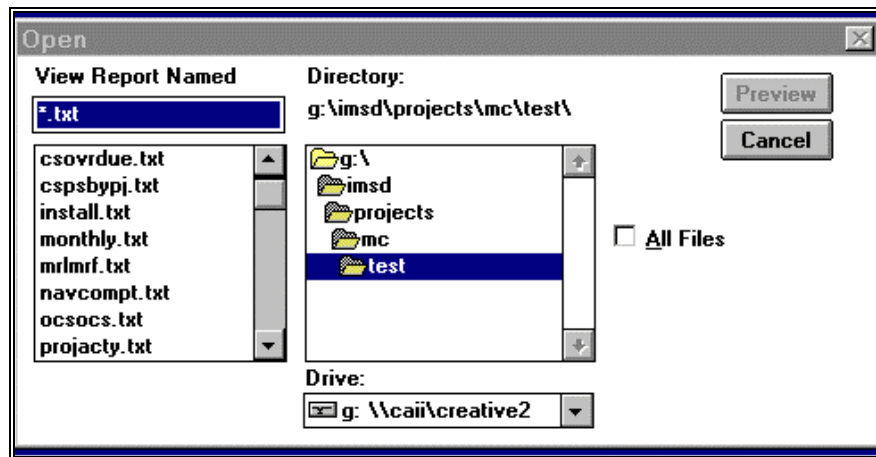 Open
View Report Named
*.txt
csovrdue.txt
cspsbypj.txt
install.txt
monthly.txt
mrlmrf.txt
navcompt.txt
ocsocs.txt
projacty.txt
Directory:
g:\imsd\projects\mc\test\
g:\
imsd
projects
mc
test
Drive:
g: \\caii\creative2
Preview
Cancel
All Files